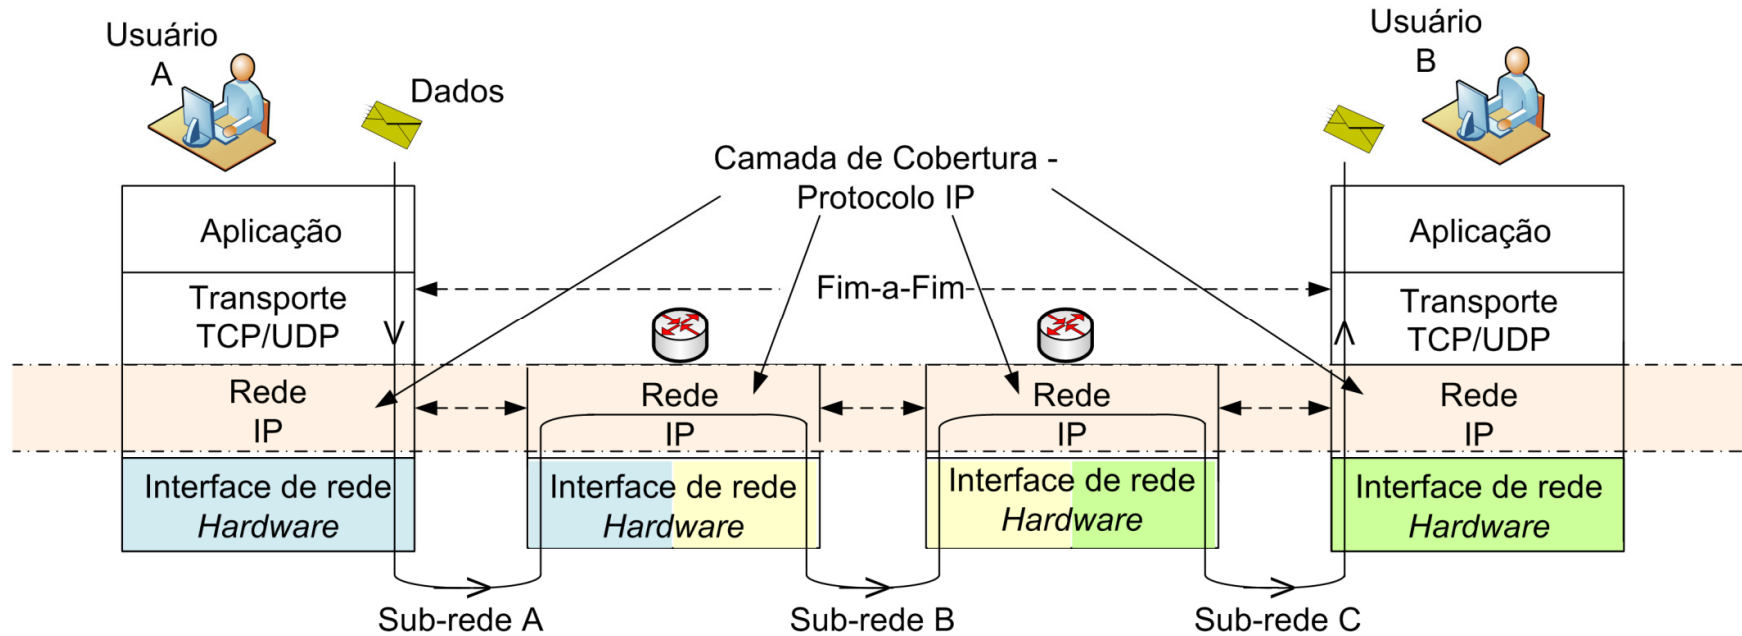 Usuário
A
Dados
Usuário
B
Camada de Cobertura -
Protocolo IP
Aplicação
Aplicação
Fim-a-Fim
Transporte
TCP/UDP
Transporte
TCP/UDP
Rede
IP
Rede
IP
Rede
IP
Rede
IP
Interface de rede
Hardware
Interface de rede
Hardware
Interface de rede
Hardware
Interface de rede
Hardware
Sub-rede A
Sub-rede B
Sub-rede C